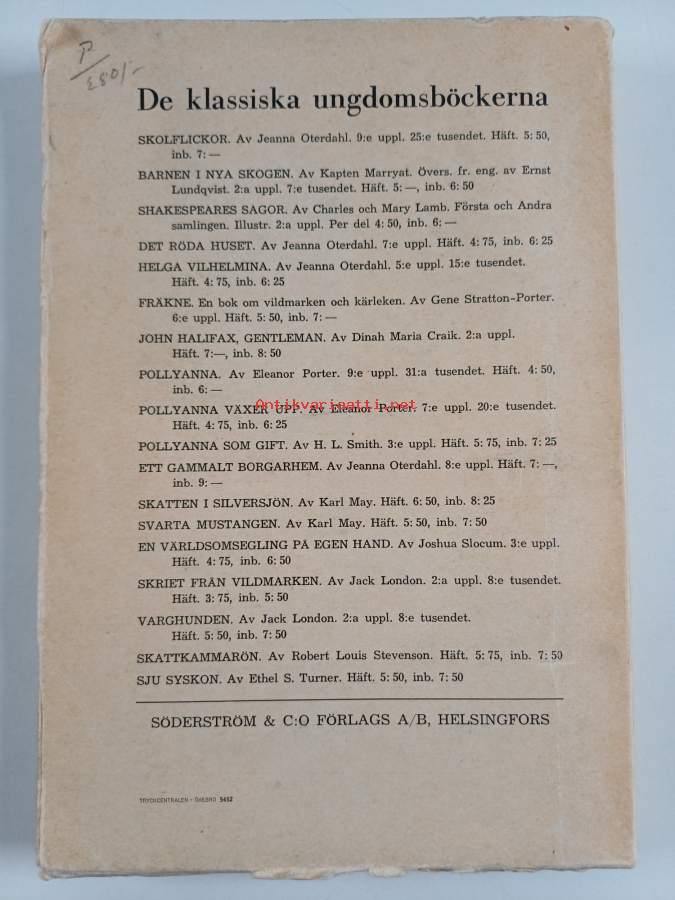 P/
£80/-
De klassiska ungdomsböckerna
SKOLFLICKOR. Av Jeanna Oterdahl. 9:e uppl. 25:e tusendet. Häft. 5: 50,
inb. 7: —
BARNEN I NYA SKOGEN. Av Kapten Marryat. Övers. fr. eng. av Ernst
Lundqvist. 2:a uppl. 7:e tusendet. Häft. 5: —, inb. 6: 50
SHAKESPEARES SAGOR. Av Charles och Mary Lamb. Första och Andra
samlingen. Illustr. 2:a uppl. Per del 4: 50, inb. 6: —
DET RÖDA HUSET. Av Jeanna Oterdahl. 7:e uppl. Häft. 4: 75, inb. 6: 25
HELGA VILHELMINA. Av Jeanna Oterdahl. 5:e uppl. 15:e tusendet.
Häft. 4: 75, inb. 6: 25
FRÄKNE. En bok om vildmarken och kärleken. Av Gene Stratton-Porter.
6:e uppl. Häft. 5: 50, inb. 7: —
JOHN HALIFAX, GENTLEMAN. Av Dinah Maria Craik. 2:a uppl.
Häft. 7:—, inb. 8: 50
POLLYANNA. Av Eleanor Porter. 9:e uppl. 31:a tusendet. Häft. 4: 50,
inb. 6: —
Antikvariaatti.net
POLLYANNA VÄXER UPP. Av Eleanor Porter. 7:e uppl. 20:e tusendet.
Häft. 4: 75, inb. 6: 25
POLLYANNA SOM GIFT. Av H. L. Smith. 3:e uppl. Häft. 5: 75, inb. 7: 25
ETT GAMMALT BORGARHEM. Av Jeanna Oterdahl. 8:e uppl. Häft. 7: —,
inb. 9: —
SKATTEN I SILVERSJÖN. Av Karl May. Häft. 6: 50, inb. 8: 25
SVARTA MUSTANGEN. Av Karl May. Häft. 5: 50, inb. 7: 50
EN VÄRLDSOMSEGLING PÅ EGEN HAND. Av Joshua Slocum. 3:e uppl.
Häft. 4: 75, inb. 6: 50
SKRIET FRÅN VILDMARKEN. Av Jack London. 2:a uppl. 8:e tusendet.
Häft. 3: 75, inb. 5: 50
VARGHUNDEN. Av Jack London. 2:a uppl. 8:e tusendet.
Häft. 5: 50, inb. 7: 50
SKATTKAMMARÖN. Av Robert Louis Stevenson. Häft. 5: 75, inb. 7: 50
SJU SYSKON. Av Ethel S. Turner. Häft. 5: 50, inb. 7: 50
SÖDERSTRÖM & C:O FÖRLAGS A/B, HELSINGFORS
TRYCKCENTRALEN - ÖREBRO 5452